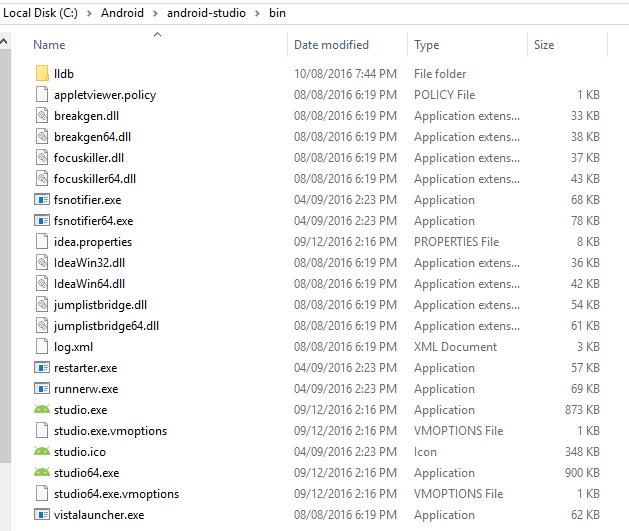 Local Disk (C:) > Android > android-studio > bin
Name Date modified Type Size
lldb 10/08/2016 7:44 PM File folder
appletviewer.policy 08/08/2016 6:19 PM POLICY File 1 KB
breakgen.dll 08/08/2016 6:19 PM Application extens... 33 KB
breakgen64.dll 08/08/2016 6:19 PM Application extens... 38 KB
focuskiller.dll 08/08/2016 6:19 PM Application extens... 37 KB
focuskiller64.dll 08/08/2016 6:19 PM Application extens... 43 KB
fsnotifier.exe 04/09/2016 2:23 PM Application 68 KB
fsnotifier64.exe 04/09/2016 2:23 PM Application 78 KB
idea.properties 09/12/2016 2:16 PM PROPERTIES File 8 KB
IdeaWin32.dll 08/08/2016 6:19 PM Application extens... 36 KB
IdeaWin64.dll 08/08/2016 6:19 PM Application extens... 42 KB
jumplistbridge.dll 08/08/2016 6:19 PM Application extens... 54 KB
jumplistbridge64.dll 08/08/2016 6:19 PM Application extens... 61 KB
log.xml 08/08/2016 6:19 PM XML Document 3 KB
restarter.exe 04/09/2016 2:23 PM Application 57 KB
runnerw.exe 04/09/2016 2:23 PM Application 69 KB
studio.exe 09/12/2016 2:16 PM Application 873 KB
studio.exe.vmoptions 09/12/2016 2:16 PM VMOPTIONS File 1 KB
studio.ico 04/09/2016 2:23 PM Icon 348 KB
studio64.exe 09/12/2016 2:16 PM Application 900 KB
studio64.exe.vmoptions 09/12/2016 2:16 PM VMOPTIONS File 1 KB
vistalauncher.exe 08/08/2016 6:19 PM Application 62 KB